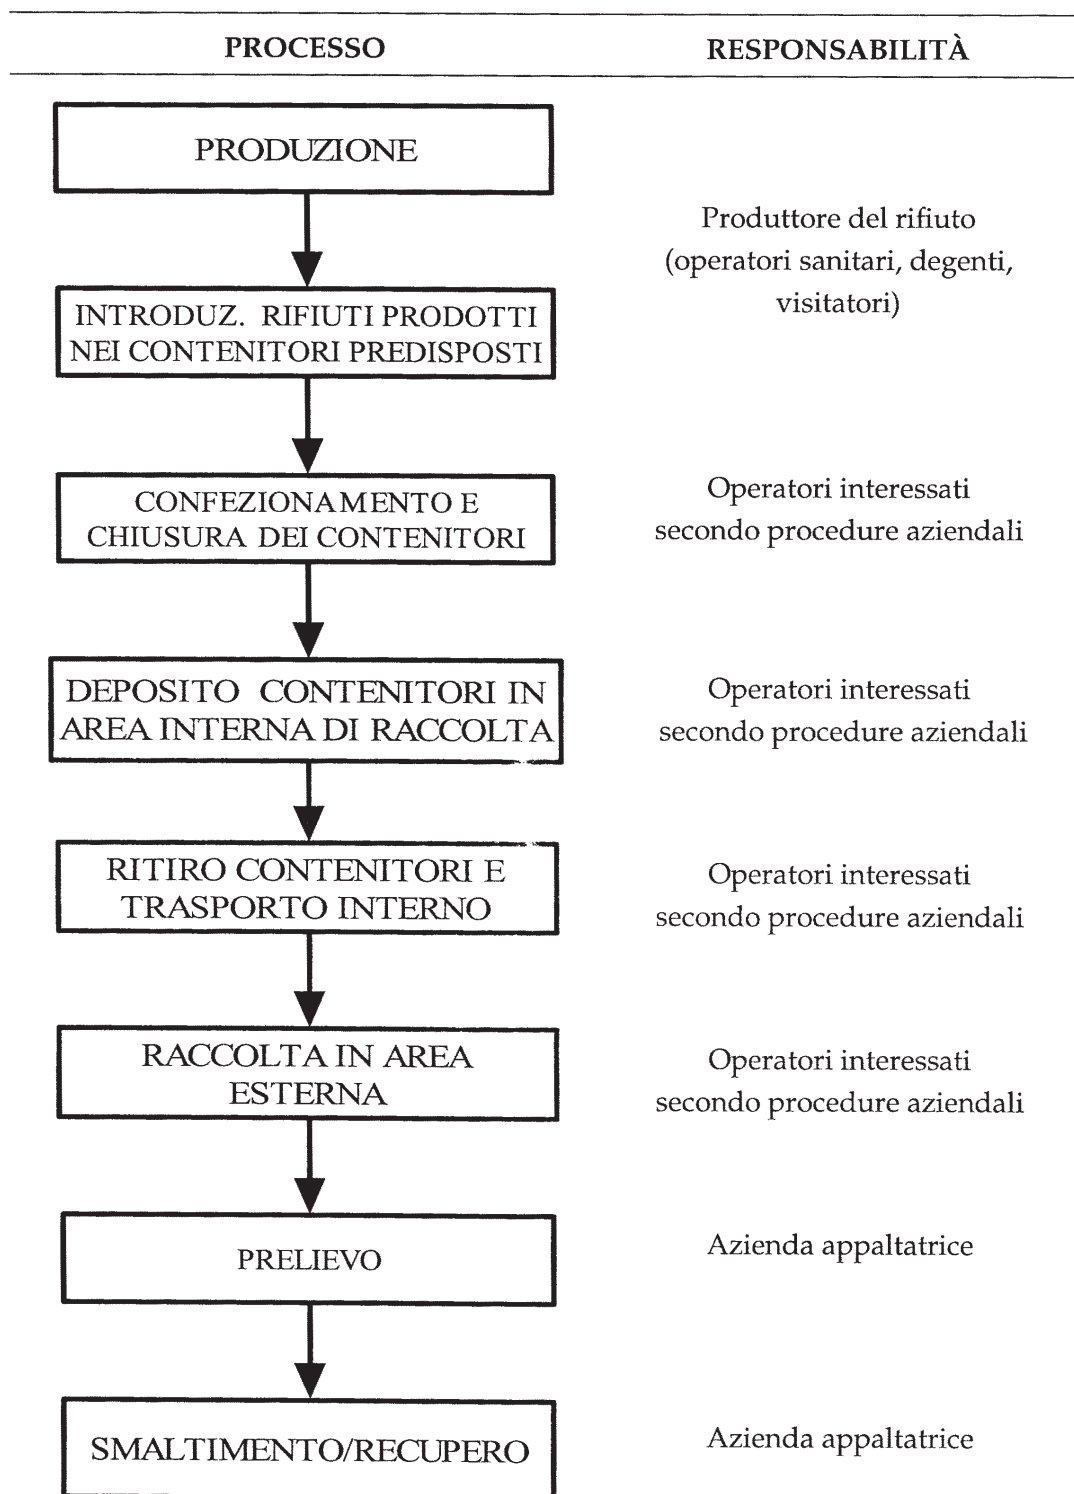 PROCESSO RESPONSABILITÀ
PRODUZIONE
Produttore del rifiuto
(operatori sanitari, degenti,
visitatori)
INTRODUZ. RIFIUTI PRODOTTI
NEI CONTENITORI PREDISPOSTI
CONFEZIONAMENTO E
CHIUSURA DEI CONTENITORI
Operatori interessati
secondo procedure aziendali
DEPOSITO CONTENITORI IN
AREA INTERNA DI RACCOLTA
Operatori interessati
secondo procedure aziendali
RITIRO CONTENITORI E
TRASPORTO INTERNO
Operatori interessati
secondo procedure aziendali
RACCOLTA IN AREA
ESTERNA
Operatori interessati
secondo procedure aziendali
PRELIEVO
Azienda appaltatrice
SMALTIMENTO/RECUPERO
Azienda appaltatrice